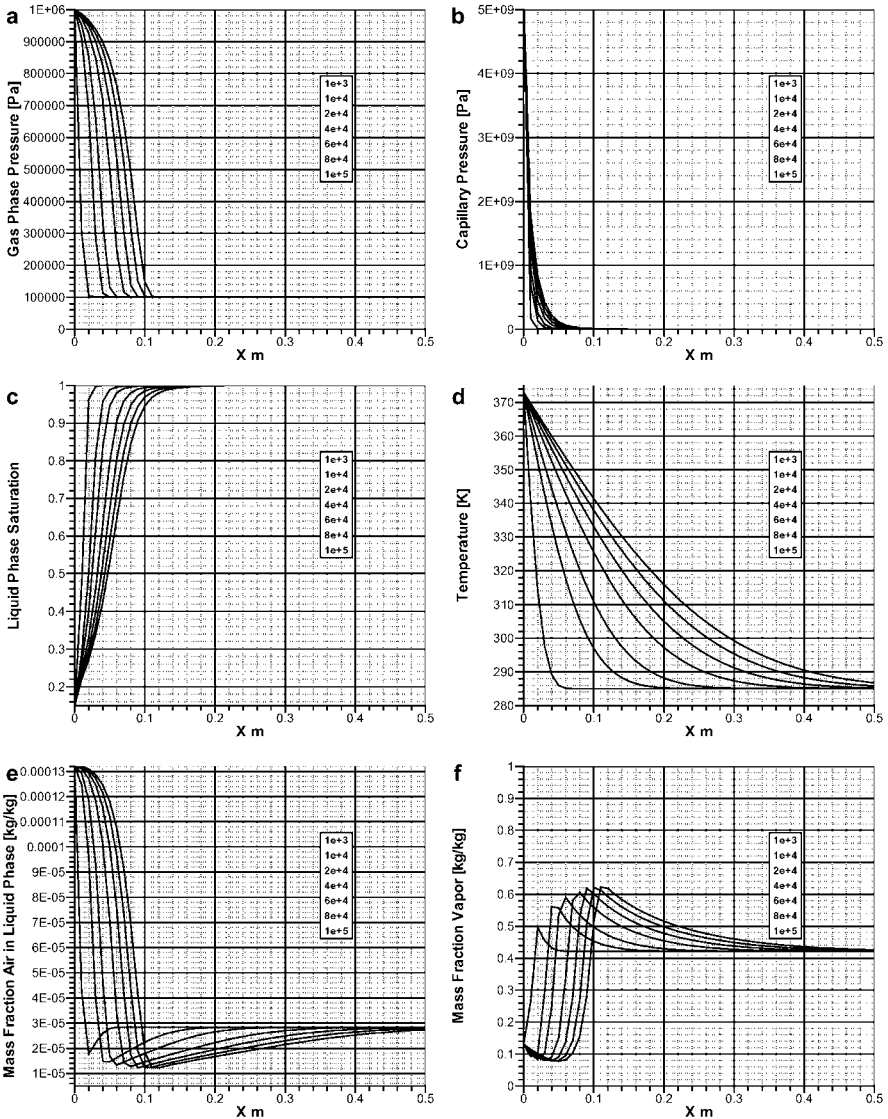 a
Gas Phase Pressure [Pa]
1E+06
900000
800000
700000
600000
500000
400000
300000
200000
100000
0
1e+3
1e+4
2e+4
4e+4
6e+4
8e+4
1e+5
0 0.1 0.2 0.3 0.4 0.5
X m
b
Capillary Pressure [Pa]
5E+09
4E+09
3E+09
2E+09
1E+09
0
1e+3
1e+4
2e+4
4e+4
6e+4
8e+4
1e+5
0 0.1 0.2 0.3 0.4 0.5
X m
c
Liquid Phase Saturation
1
0.9
0.8
0.7
0.6
0.5
0.4
0.3
0.2
1e+3
1e+4
2e+4
4e+4
6e+4
8e+4
1e+5
0 0.1 0.2 0.3 0.4 0.5
X m
d
Temperature [K]
370
360
350
340
330
320
310
300
290
280
1e+3
1e+4
2e+4
4e+4
6e+4
8e+4
1e+5
0 0.1 0.2 0.3 0.4 0.5
X m
e
Mass Fraction Air in Liquid Phase [kg/kg]
0.00013
0.00012
0.00011
0.0001
9E-05
8E-05
7E-05
6E-05
5E-05
4E-05
3E-05
2E-05
1E-05
1e+3
1e+4
2e+4
4e+4
6e+4
8e+4
1e+5
0 0.1 0.2 0.3 0.4 0.5
X m
f
Mass Fraction Vapor [kg/kg]
1
0.9
0.8
0.7
0.6
0.5
0.4
0.3
0.2
0.1
0
1e+3
1e+4
2e+4
4e+4
6e+4
8e+4
1e+5
0 0.1 0.2 0.3 0.4 0.5
X m